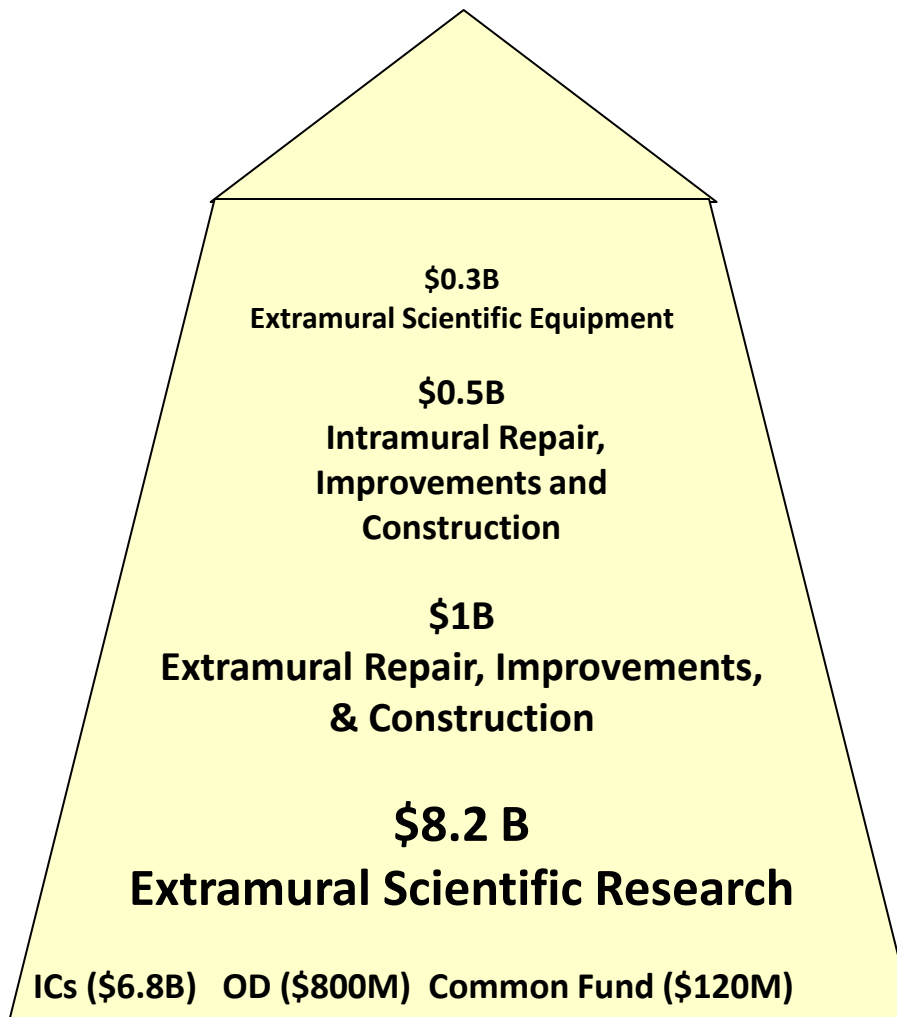 $0.3B
Extramural Scientific Equipment
$0.5B
Intramural Repair,
Improvements and
Construction
$1B
Extramural Repair, Improvements,
& Construction
$8.2 B
Extramural Scientific Research
ICs ($6.8B) OD ($800M) Common Fund ($120M)